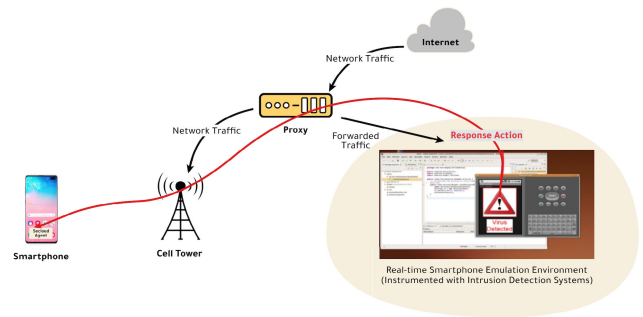 Internet
Network Traffic
Proxy
Network Traffic
Forwarded
Traffic
Response Action
Virus
Detected
Secloud
Agent
Smartphone
Cell Tower
Real-time Smartphone Emulation Environment
(Instrumented with Intrusion Detection Systems)